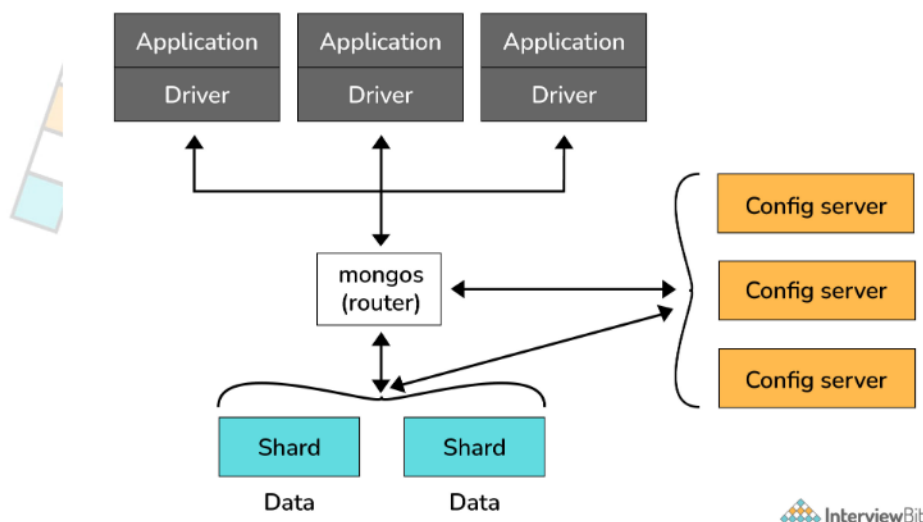 Application
Driver
Application
Driver
Application
Driver
Config server
mongos
(router)
Config server
Config server
Shard
Data
Shard
Data
InterviewBit